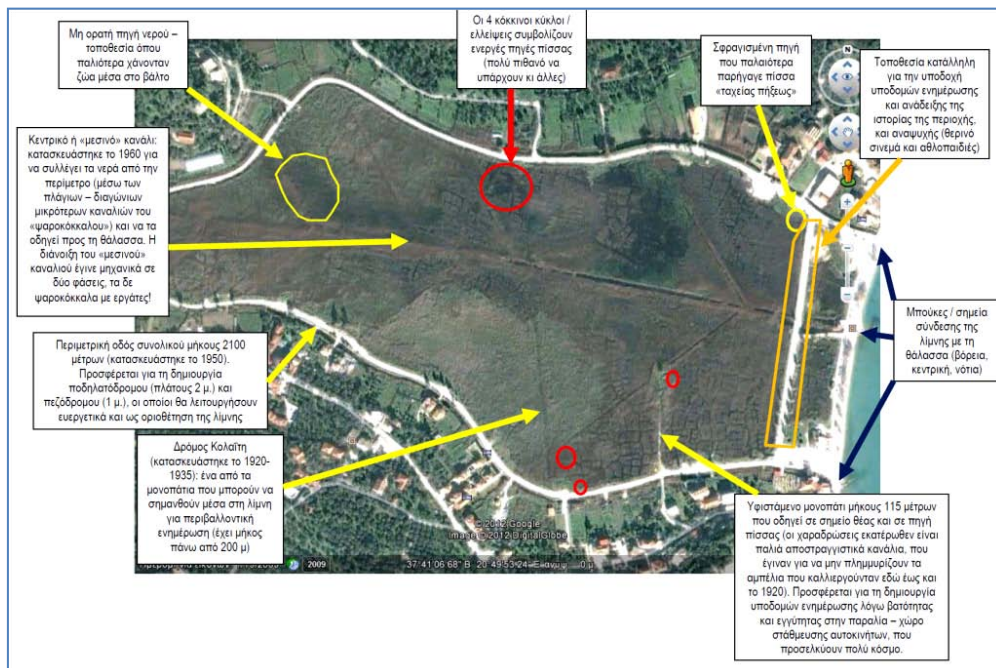 Μη ορατή πηγή νερού –
τοποθεσία όπου
παλιότερα χάνονταν
ζώα μέσα στο βάλτο
Οι 4 κόκκινοι κύκλοι /
ελλείψεις συμβολίζουν
ενεργές πηγές πίσσας
(πολύ πιθανό να
υπάρχουν κι άλλες)
Σφραγισμένη πηγή
που παλαιότερα
παρήγαγε πίσσα
«ταχείας πήξεως»
Τοποθεσία κατάλληλη
για την υποδοχή
υποδομών ενημέρωσης
και ανάδειξης της
ιστορίας της περιοχής,
και αναψυχής (θερινό
σινεμά και αθλοπαιδιές)
Κεντρικό ή «μεσινό» κανάλι:
κατασκευάστηκε το 1960 για
να συλλέγει τα νερά από την
περίμετρο (μέσω των
πλάγιων – διαγώνιων
μικρότερων καναλιών του
«ψαροκόκκαλου») και να τα
οδηγεί προς τη θάλασσα. Η
διάνοιξη του «μεσινού»
καναλιού έγινε μηχανικά σε
δύο φάσεις, τα δε
ψαροκόκκαλα με εργάτες!
Μπούκες / σημεία
σύνδεσης της
λίμνης με τη
θάλασσα (βόρεια,
κεντρική, νότια)
Περιμετρική οδός συνολικού μήκους 2100
μέτρων (κατασκευάστηκε το 1950).
Προσφέρεται για τη δημιουργία
ποδηλατόδρομου (πλάτους 2 μ.) και
πεζόδρομου (1 μ.), οι οποίοι θα λειτουργήσουν
ευεργετικά και ως οριοθέτηση της λίμνης
Δρόμος Κολαΐτη
(κατασκευάστηκε το 1920-
1935): ένα από τα
μονοπάτια που μπορούν να
σημανθούν μέσα στη λίμνη
για περιβαλλοντική
ενημέρωση (έχει μήκος
πάνω από 200 μ)
Υφιστάμενο μονοπάτι μήκους 115 μέτρων
που οδηγεί σε σημείο θέας και σε πηγή
πίσσας (οι χαραδρώσεις εκατέρωθεν είναι
παλιά αποστραγγιστικά κανάλια, που
έγιναν για να μην πλημμυρίζουν τα
αμπέλια που καλλιεργούνταν εδώ έως και
το 1920). Προσφέρεται για τη δημιουργία
υποδομών ενημέρωσης λόγω βατότητας
και εγγύτητας στην παραλία – χώρο
στάθμευσης αυτοκινήτων, που
προσελκύουν πολύ κόσμο.
N
© 2012 Google
Image © 2012 DigitalGlobe
2009